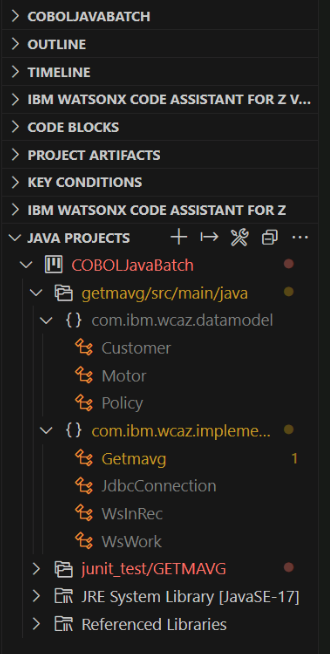 COBOLJAVABATCH
OUTLINE
TIMELINE
IBM WATSONX CODE ASSISTANT FOR Z V...
CODE BLOCKS
PROJECT ARTIFACTS
KEY CONDITIONS
IBM WATSONX CODE ASSISTANT FOR Z
JAVA PROJECTS
COBOLJavaBatch
getmavg/src/main/java
{} com.ibm.wcaz.datamodel
Customer
Motor
Policy
{} com.ibm.wcaz.impleme...
Getmavg 1
JdbcConnection
WsInRec
WsWork
junit_test/GETMAVG
JRE System Library [JavaSE-17]
Referenced Libraries